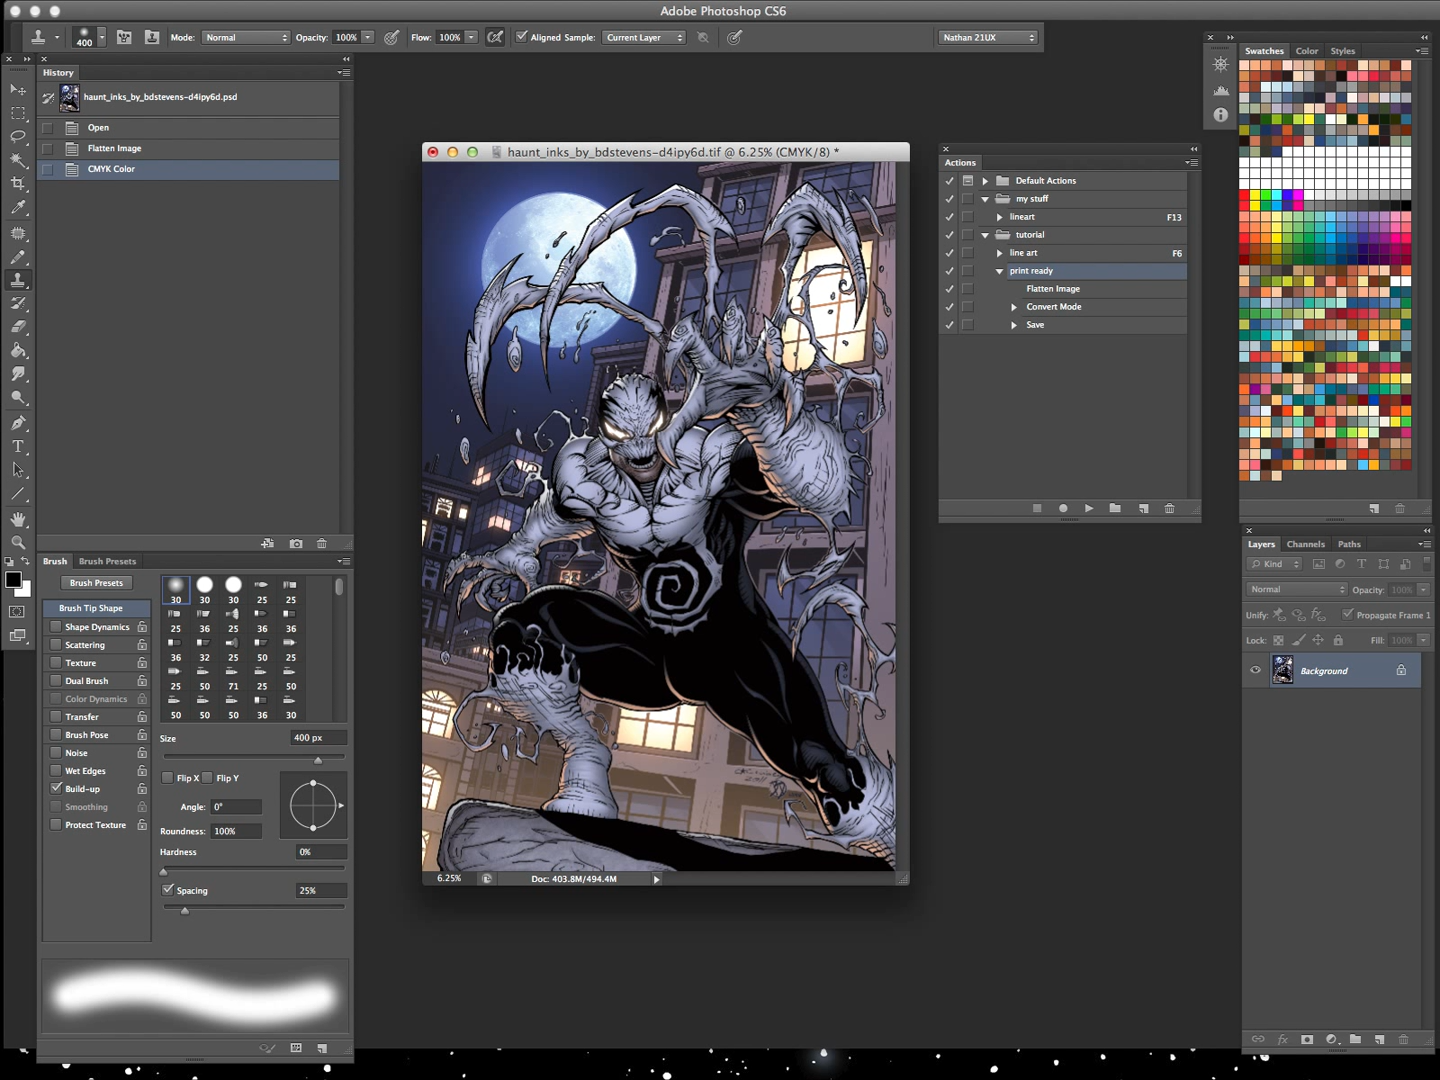 Adobe Photoshop CS6
400
Mode: Normal
Opacity: 100%
Flow: 100%
Aligned Sample: Current Layer
Nathan 21UX
History
haunt_inks_by_bdstevens-d4ipy6d.psd
Open
Flatten Image
CMYK Color
haunt_inks_by_bdstevens-d4ipy6d.tif @ 6.25% (CMYK/8) *
6.25%
Doc: 403.8M/494.4M
Actions
Default Actions
my stuff
lineart F13
tutorial
line art F6
print ready
Flatten Image
Convert Mode
Save
Swatches Color Styles
Brush Brush Presets
Brush Presets
Brush Tip Shape
Shape Dynamics
Scattering
Texture
Dual Brush
Color Dynamics
Transfer
Brush Pose
Noise
Wet Edges
Build-up
Smoothing
Protect Texture
30 30 30 25 25
25 36 25 36 36
36 32 25 50 25
25 50 71 25 50
50 50 50 36 30
Size 400 px
Flip X Flip Y
Angle: 0°
Roundness: 100%
Hardness 0%
Spacing 25%
Layers Channels Paths
Kind
Normal Opacity: 100%
Unify: Propagate Frame 1
Lock: Fill: 100%
Background